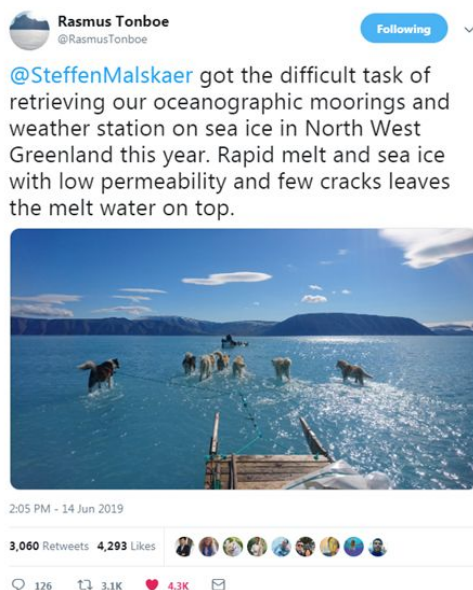 Rasmus Tonboe
@RasmusTonboe
Following
@SteffenMalskaer got the difficult task of
retrieving our oceanographic moorings and
weather station on sea ice in North West
Greenland this year. Rapid melt and sea ice
with low permeability and few cracks leaves
the melt water on top.
2:05 PM - 14 Jun 2019
3,060 Retweets 4,293 Likes
126 3.1K 4.3K